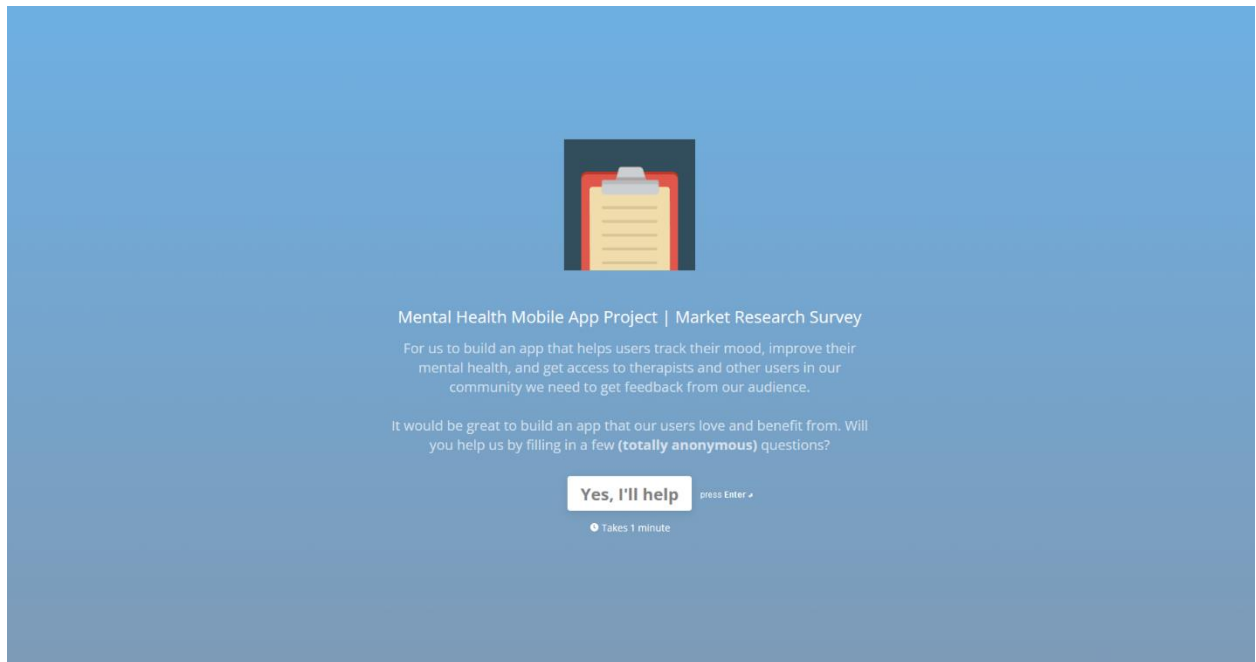 Mental Health Mobile App Project | Market Research Survey
For us to build an app that helps users track their mood, improve their
mental health, and get access to therapists and other users in our
community we need to get feedback from our audience.
It would be great to build an app that our users love and benefit from. Will
you help us by filling in a few (totally anonymous) questions?
Yes, I'll help
press Enter ↵
Takes 1 minute